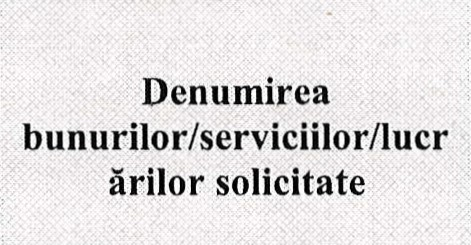 Denumirea
bunurilor/serviciilor/lucr
ărilor solicitate